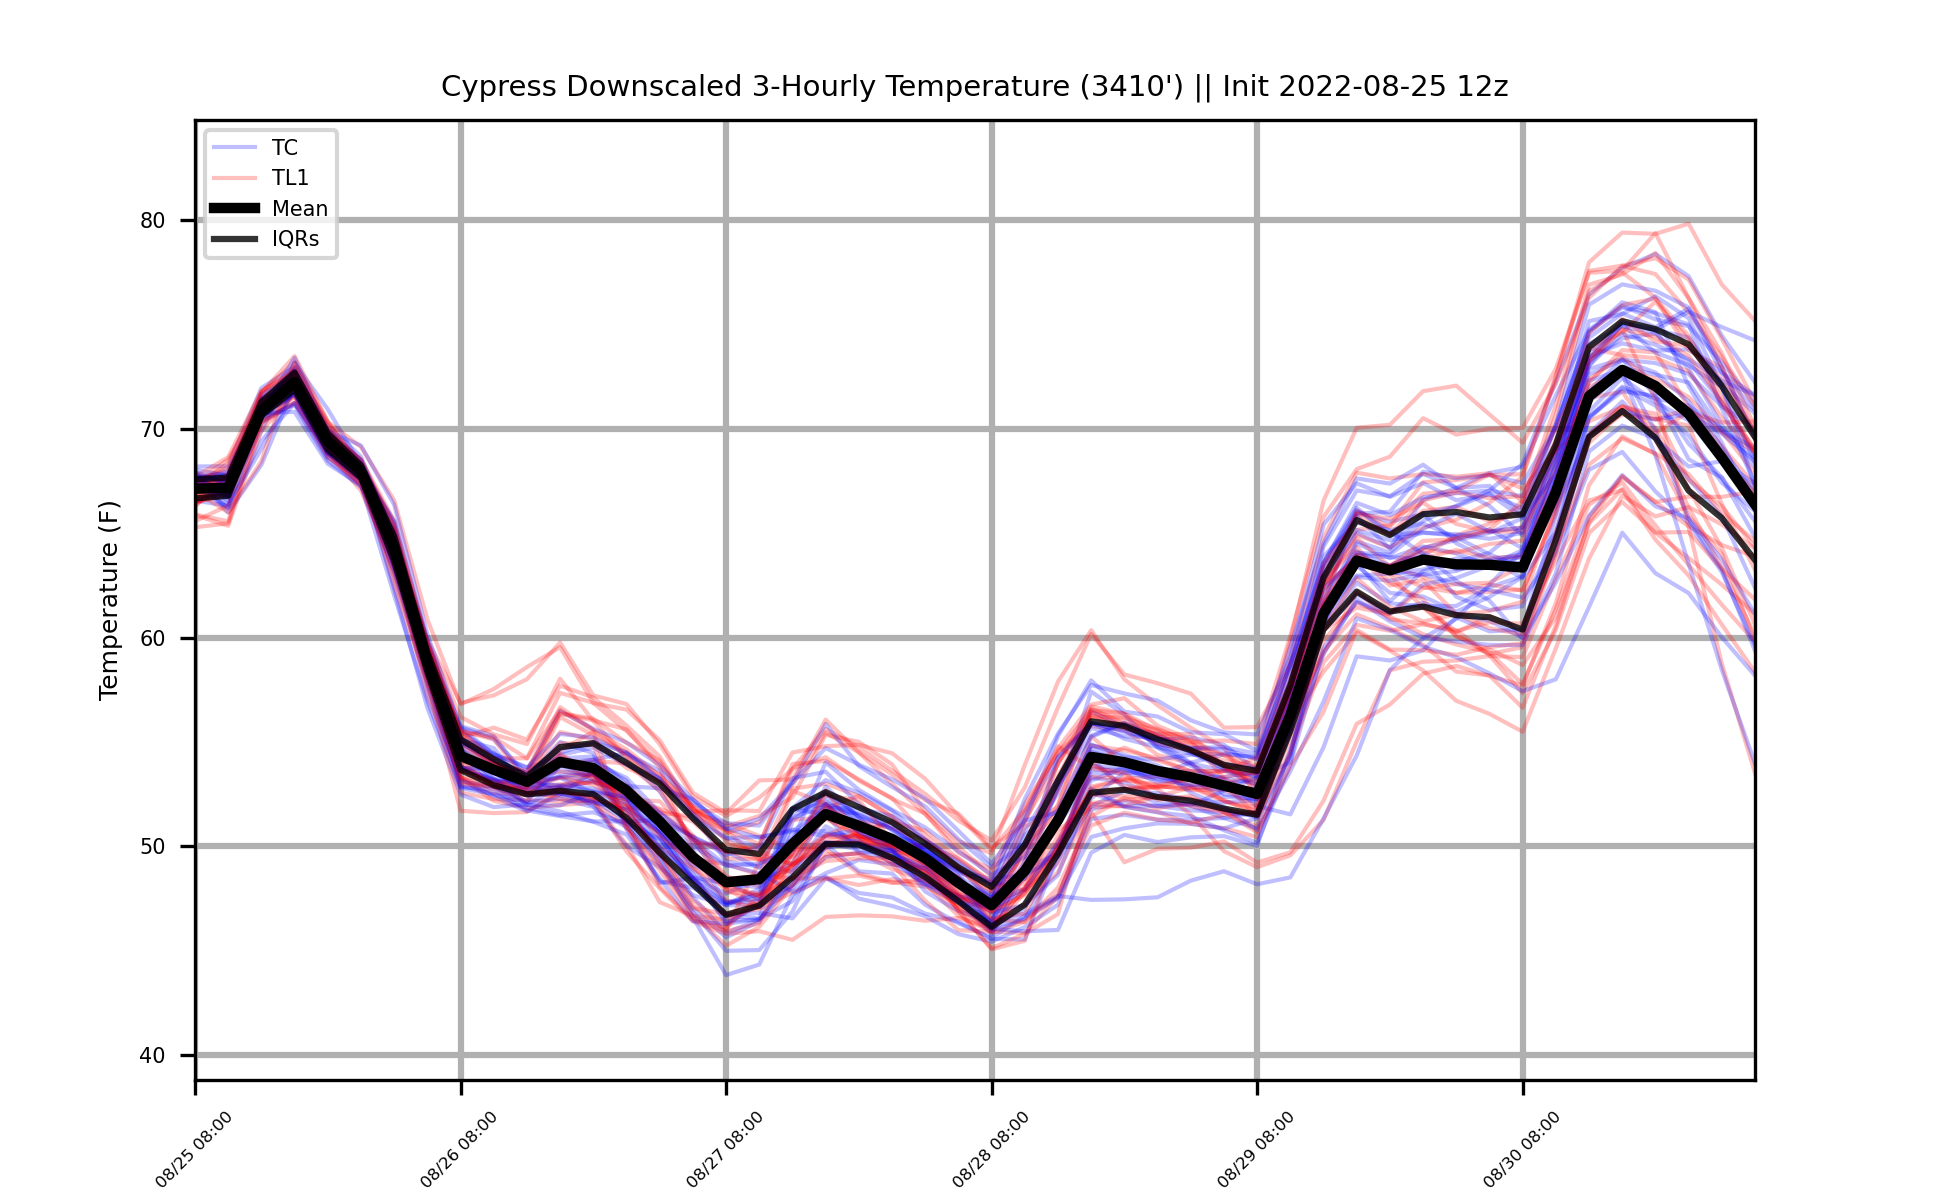 Cypress Downscaled 3-Hourly Temperature (3410') || Init 2022-08-25 12z
TC
TL1
Mean
IQRs
Temperature (F)
80
70
60
50
40
08/25 08:00
08/26 08:00
08/27 08:00
08/28 08:00
08/29 08:00
08/30 08:00